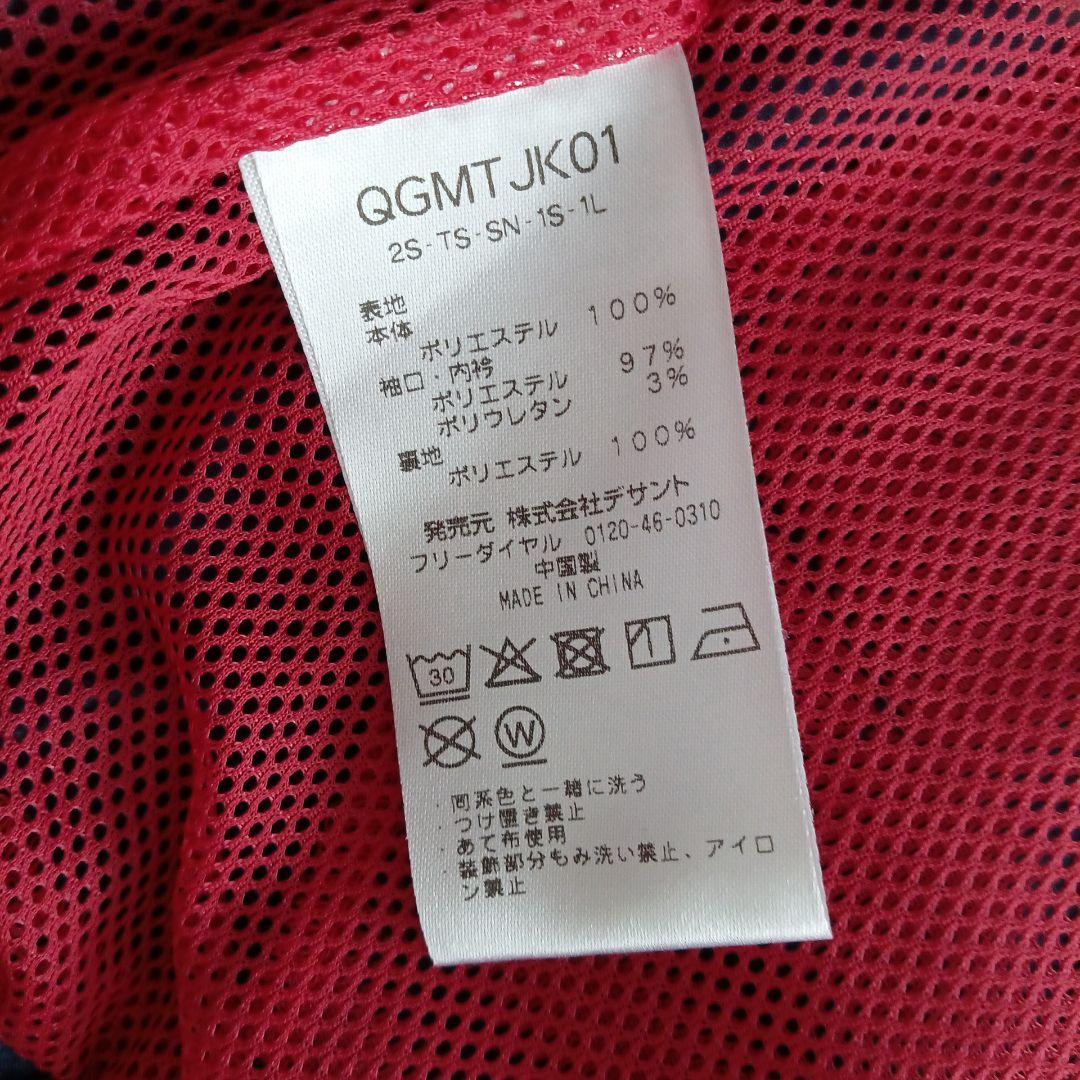 QGMTJK01
2S-TS-SN-1S-1L
表地
本体
ポリエステル 100%
袖口・内衿
ポリエステル 97%
ポリウレタン 3%
裏地
ポリエステル 100%
発売元 株式会社デサント
フリーダイヤル 0120-46-0310
中国製
MADE IN CHINA
30
W
・同系色と一緒に洗う
・つけ置き禁止
・あて布使用
・装飾部分もみ洗い禁止、アイロ
ン禁止